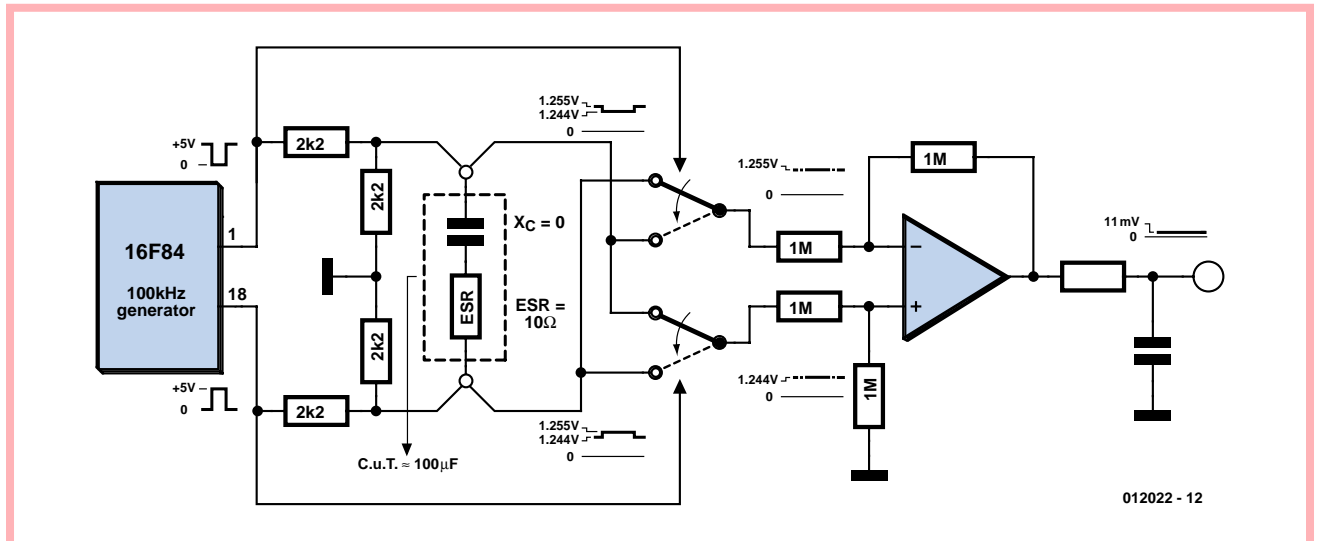 +5V
0
16F84
100kHz
generator
1
18
+5V
0
2k2
2k2
2k2
2k2
X_C = 0
ESR
ESR =
10Ω
C.u.T. ≈ 100µF
1.255V
1.244V
0
1.255V
1.244V
0
1.255V
0
1M
1M
1M
1.244V
0
1M
−
+
11mV
0
012022 - 12